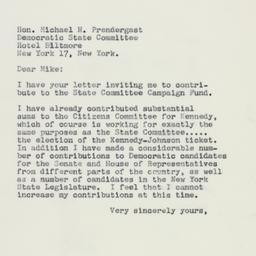 Hon. Michael H. Prendergast
Democratic State Committee
Hotel Biltmore
New York 17, New York.
Dear Mike:
I have your letter inviting me to contri-
bute to the State Committee Campaign Fund.
I have already contributed substantial
sums to the Citizens Committee for Kennedy,
which of course is working for exactly the
same purposes as the State Committee.....
the election of the Kennedy-Johnson ticket.
In addition I have made a considerable num-
ber of contributions to Democratic candidates
for the Senate and House of Representatives
from different parts of the country, as well
as a number of candidates in the New York
State Legislature. I feel that I cannot
increase my contributions at this time.
Very sincerely yours,